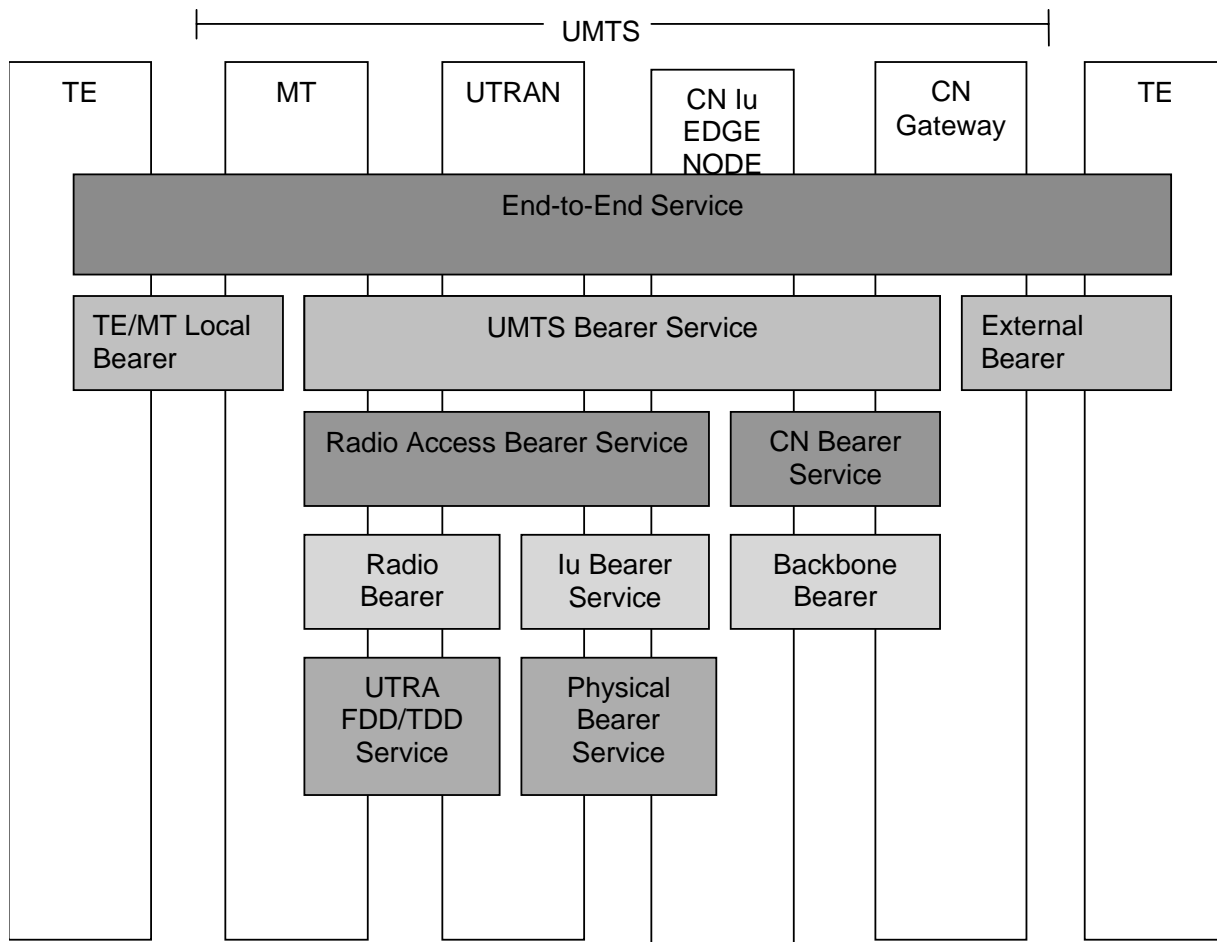 UMTS
TE
MT
UTRAN
CN Iu
EDGE
NODE
CN
Gateway
TE
End-to-End Service
TE/MT Local
Bearer
UMTS Bearer Service
External
Bearer
Radio Access Bearer Service
CN Bearer
Service
Radio
Bearer
Iu Bearer
Service
Backbone
Bearer
UTRA
FDD/TDD
Service
Physical
Bearer
Service